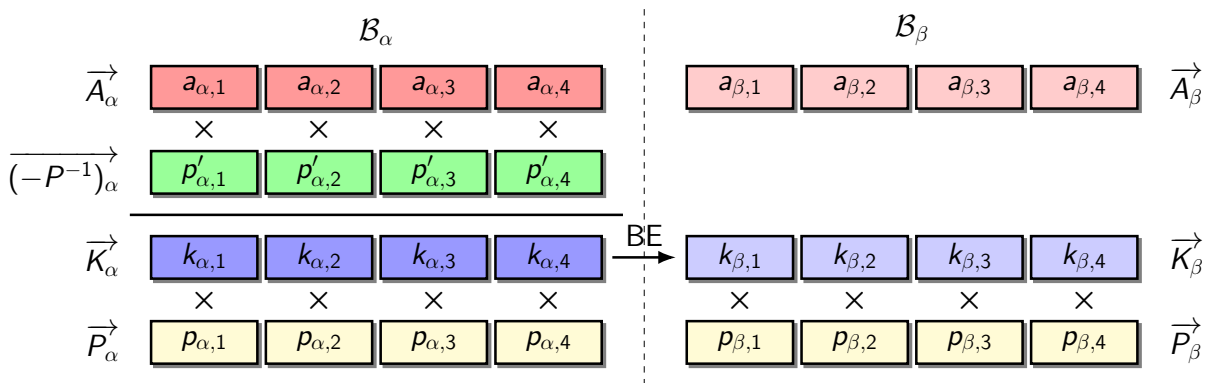 ℬ_α ℬ_β
A⃗_α a_{α,1} a_{α,2} a_{α,3} a_{α,4} a_{β,1} a_{β,2} a_{β,3} a_{β,4} A⃗_β
× × × ×
\overrightarrow{(−P^{−1})}_α p′_{α,1} p′_{α,2} p′_{α,3} p′_{α,4}
K⃗_α k_{α,1} k_{α,2} k_{α,3} k_{α,4} BE k_{β,1} k_{β,2} k_{β,3} k_{β,4} K⃗_β
× × × × × × × ×
P⃗_α p_{α,1} p_{α,2} p_{α,3} p_{α,4} p_{β,1} p_{β,2} p_{β,3} p_{β,4} P⃗_β